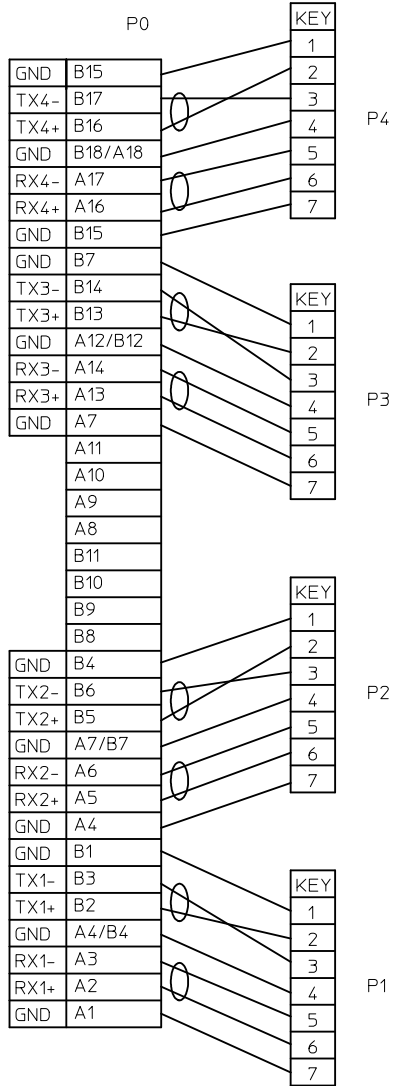 P0
GND B15
TX4- B17
TX4+ B16
GND B18/A18
RX4- A17
RX4+ A16
GND B15
GND B7
TX3- B14
TX3+ B13
GND A12/B12
RX3- A14
RX3+ A13
GND A7
A11
A10
A9
A8
B11
B10
B9
B8
GND B4
TX2- B6
TX2+ B5
GND A7/B7
RX2- A6
RX2+ A5
GND A4
GND B1
TX1- B3
TX1+ B2
GND A4/B4
RX1- A3
RX1+ A2
GND A1
KEY
1
2
3
4
5
6
7
P4
KEY
1
2
3
4
5
6
7
P3
KEY
1
2
3
4
5
6
7
P2
KEY
1
2
3
4
5
6
7
P1